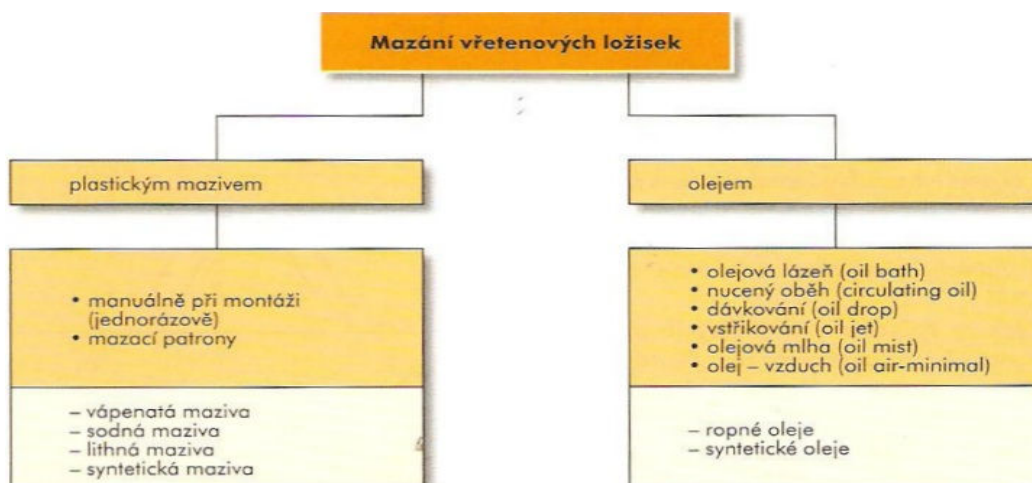 Mazání vřetenových ložisek
plastickým mazivem
• manuálně při montáži
(jednorázově)
• mazací patrony
– vápenatá maziva
– sodná maziva
– lithná maziva
– syntetická maziva
olejem
• olejová lázeň (oil bath)
• nucený oběh (circulating oil)
• dávkování (oil drop)
• vstřikování (oil jet)
• olejová mlha (oil mist)
• olej – vzduch (oil air-minimal)
– ropné oleje
– syntetické oleje